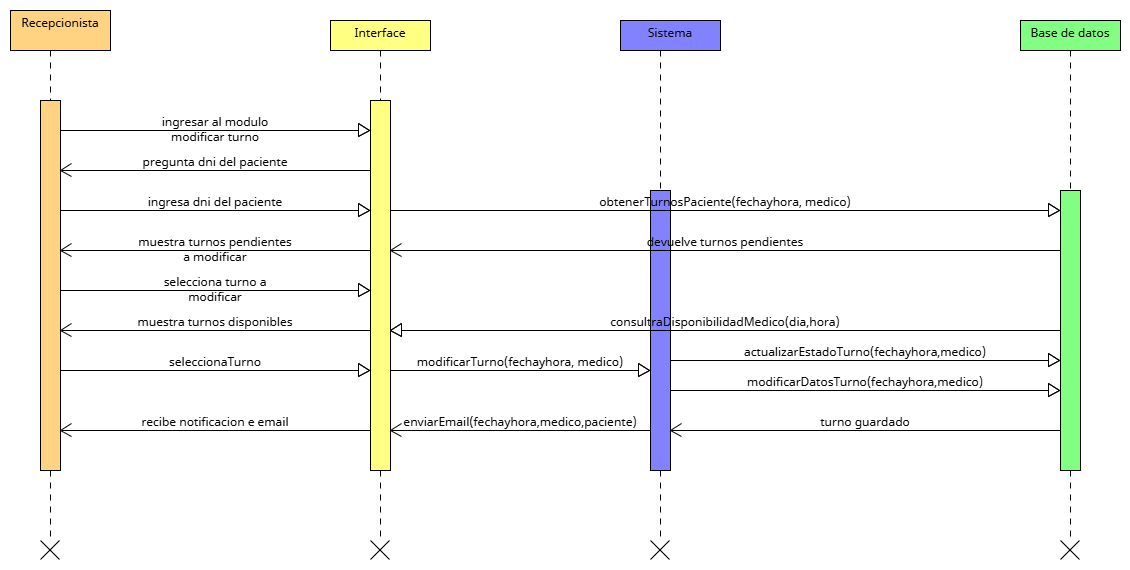 Recepcionista
Interface
Sistema
Base de datos
ingresar al modulo
modificar turno
pregunta dni del paciente
ingresa dni del paciente
obtenerTurnosPaciente(fechayhora, medico)
muestra turnos pendientes
a modificar
devuelve turnos pendientes
selecciona turno a
modificar
muestra turnos disponibles
consultraDisponibilidadMedico(dia,hora)
seleccionaTurno
modificarTurno(fechayhora, medico)
actualizarEstadoTurno(fechayhora,medico)
modificarDatosTurno(fechayhora,medico)
recibe notificacion e email
enviarEmail(fechayhora,medico,paciente)
turno guardado